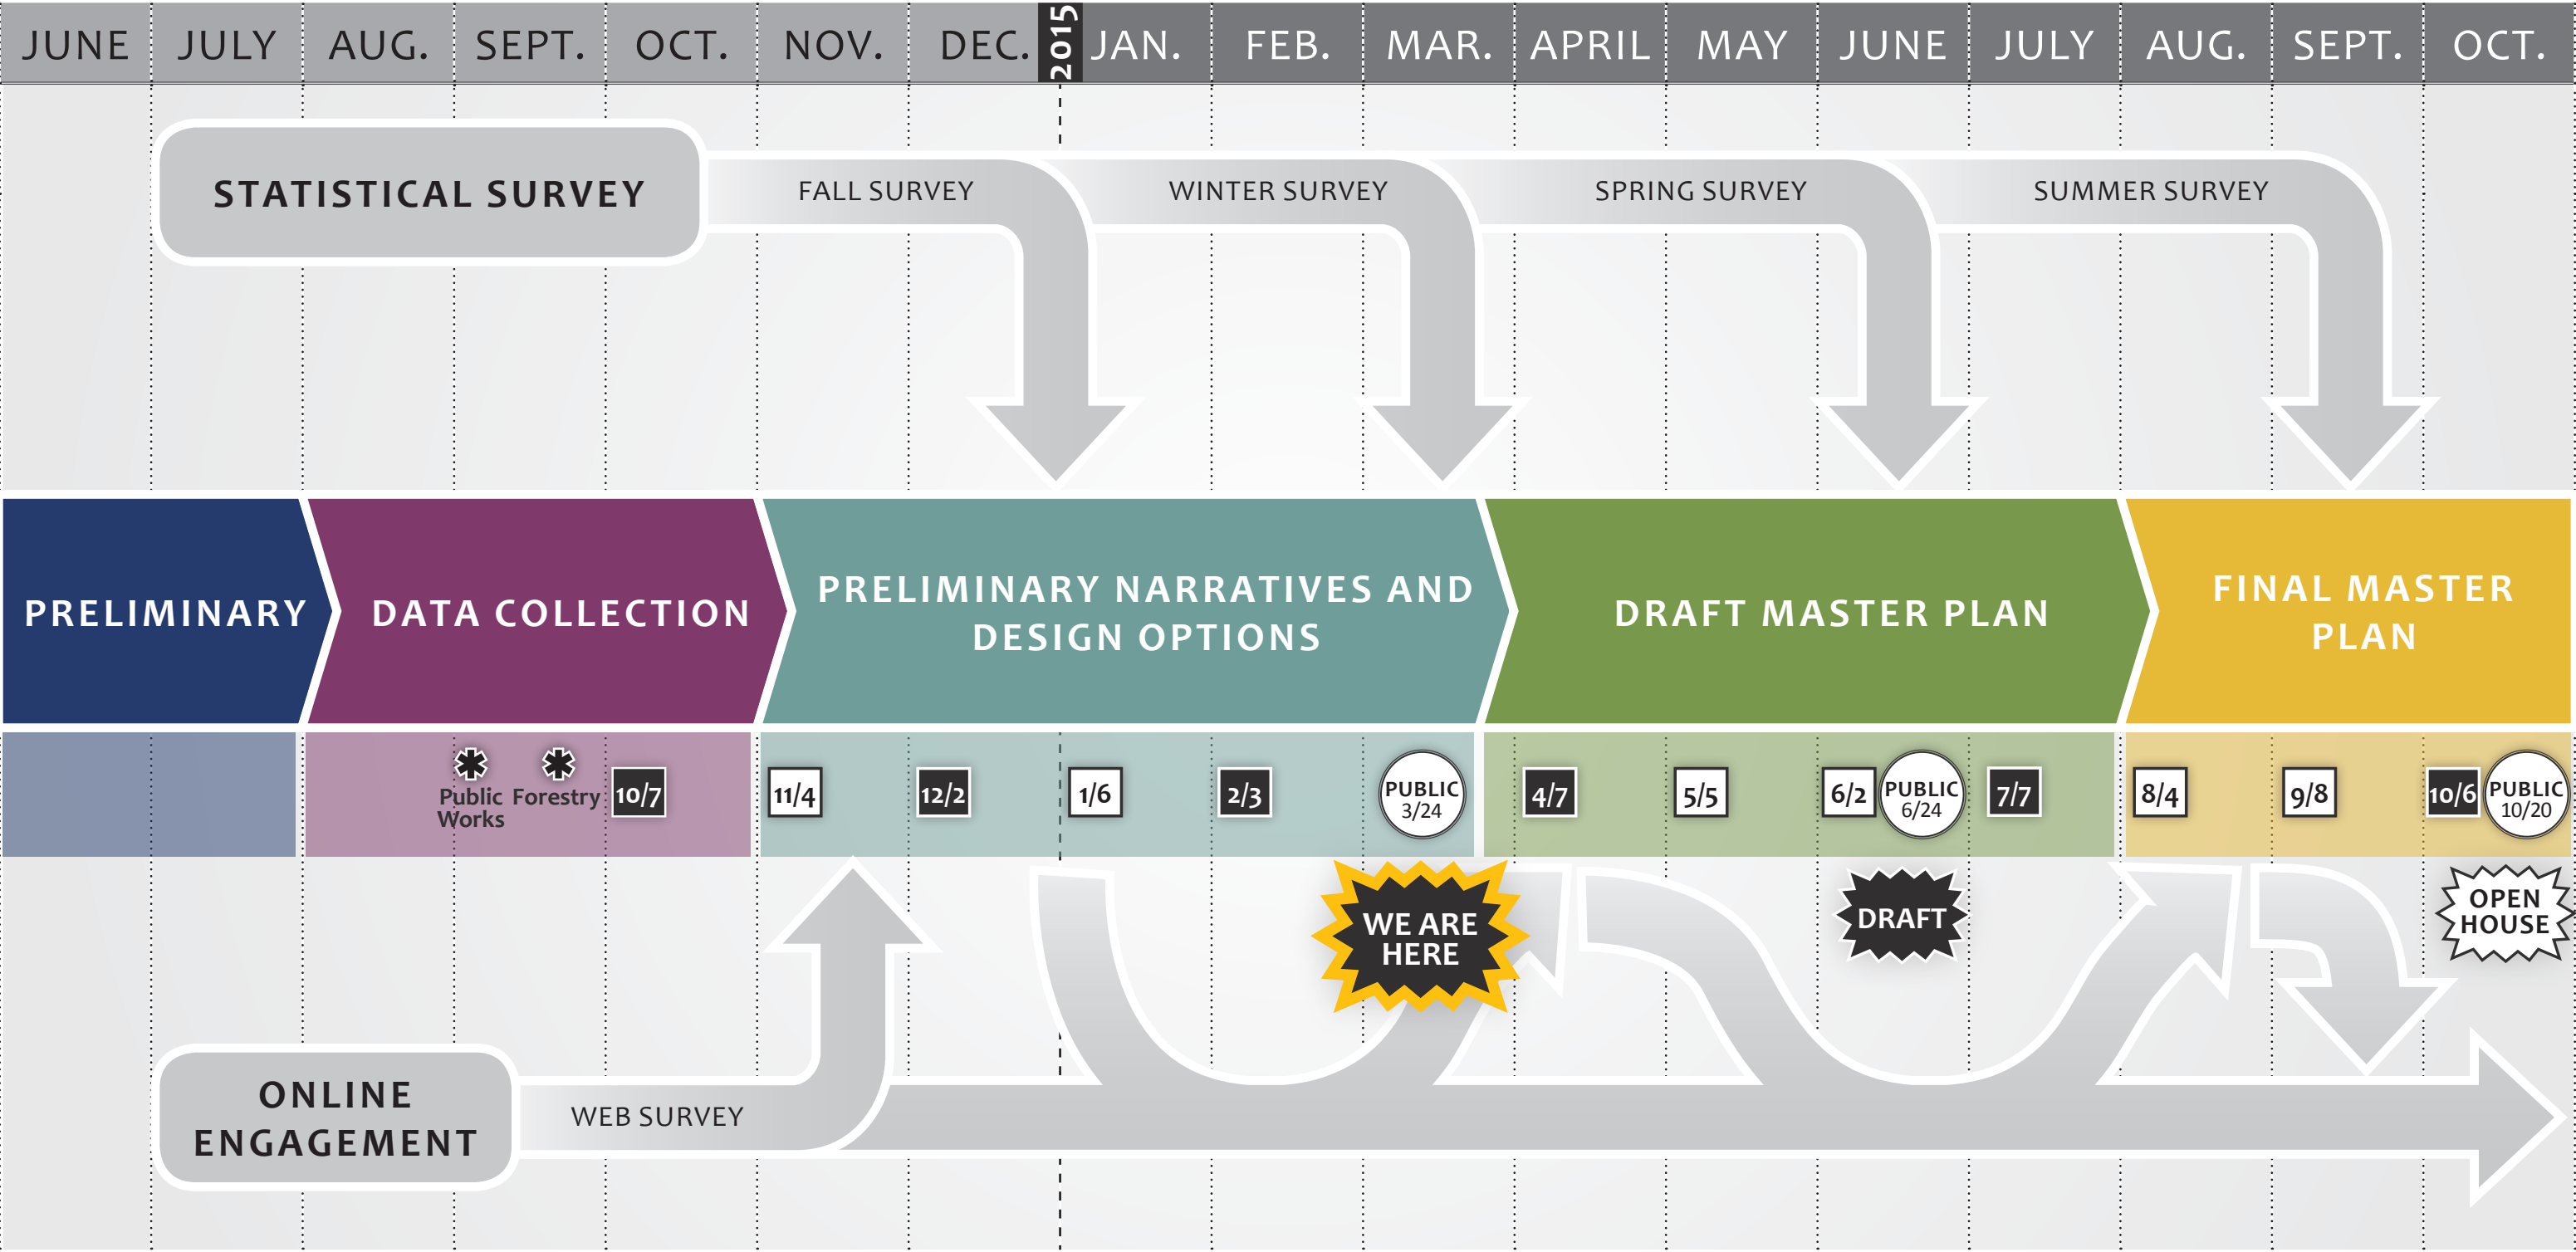 JUNE JULY AUG. SEPT. OCT. NOV. DEC. 2015 JAN. FEB. MAR. APRIL MAY JUNE JULY AUG. SEPT. OCT.
STATISTICAL SURVEY
FALL SURVEY
WINTER SURVEY
SPRING SURVEY
SUMMER SURVEY
PRELIMINARY
DATA COLLECTION
PRELIMINARY NARRATIVES AND
DESIGN OPTIONS
DRAFT MASTER PLAN
FINAL MASTER
PLAN
Public
Works
Forestry
10/7
11/4
12/2
1/6
2/3
PUBLIC
3/24
4/7
5/5
6/2
PUBLIC
6/24
7/7
8/4
9/8
10/6
PUBLIC
10/20
WE ARE
HERE
DRAFT
OPEN
HOUSE
ONLINE
ENGAGEMENT
WEB SURVEY